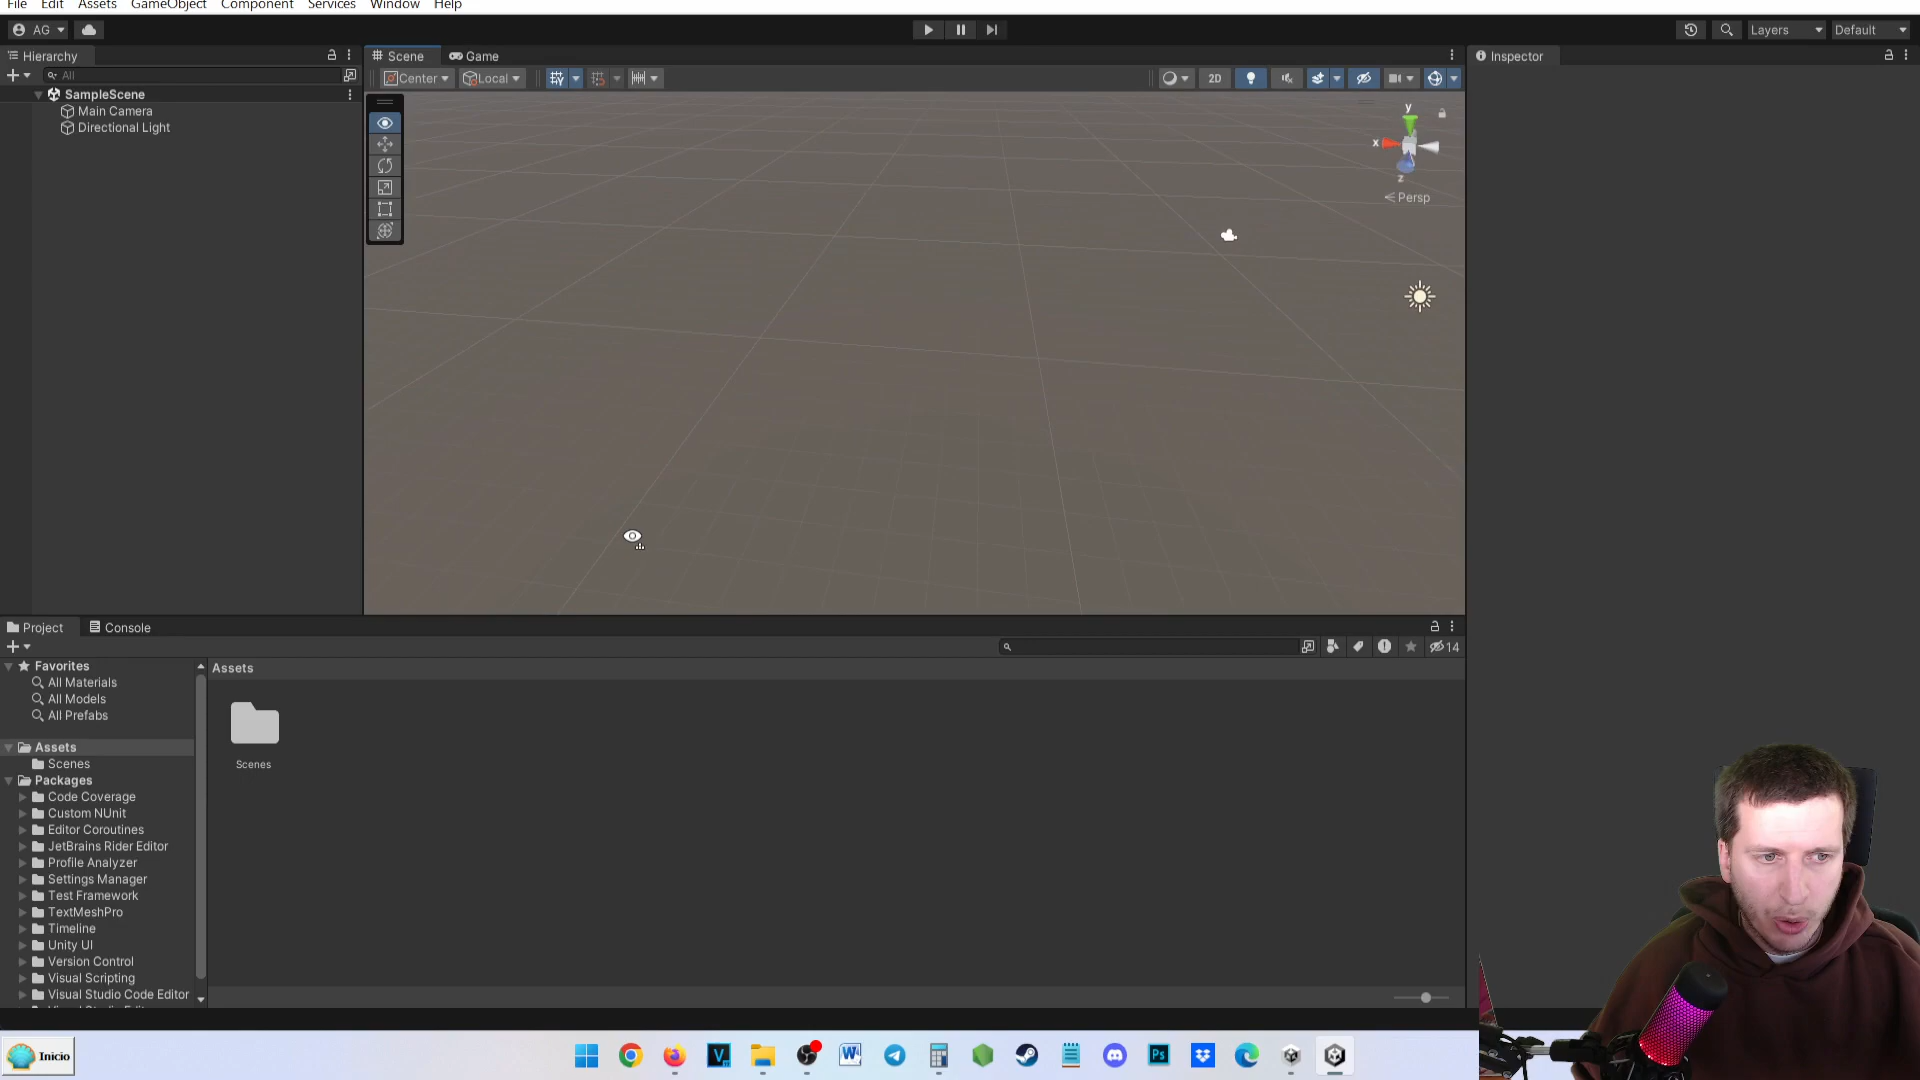 File Edit Assets GameObject Component Services Window Help
AG
Layers
Default
Hierarchy
All
SampleScene
Main Camera
Directional Light
Scene
Game
Center
Local
2D
y
x
z
Persp
Inspector
Project
Console
14
Favorites
All Materials
All Models
All Prefabs
Assets
Scenes
Packages
Code Coverage
Custom NUnit
Editor Coroutines
JetBrains Rider Editor
Profile Analyzer
Settings Manager
Test Framework
TextMeshPro
Timeline
Unity UI
Version Control
Visual Scripting
Visual Studio Code Editor
Assets
Scenes
Inicio
V
W
Ps